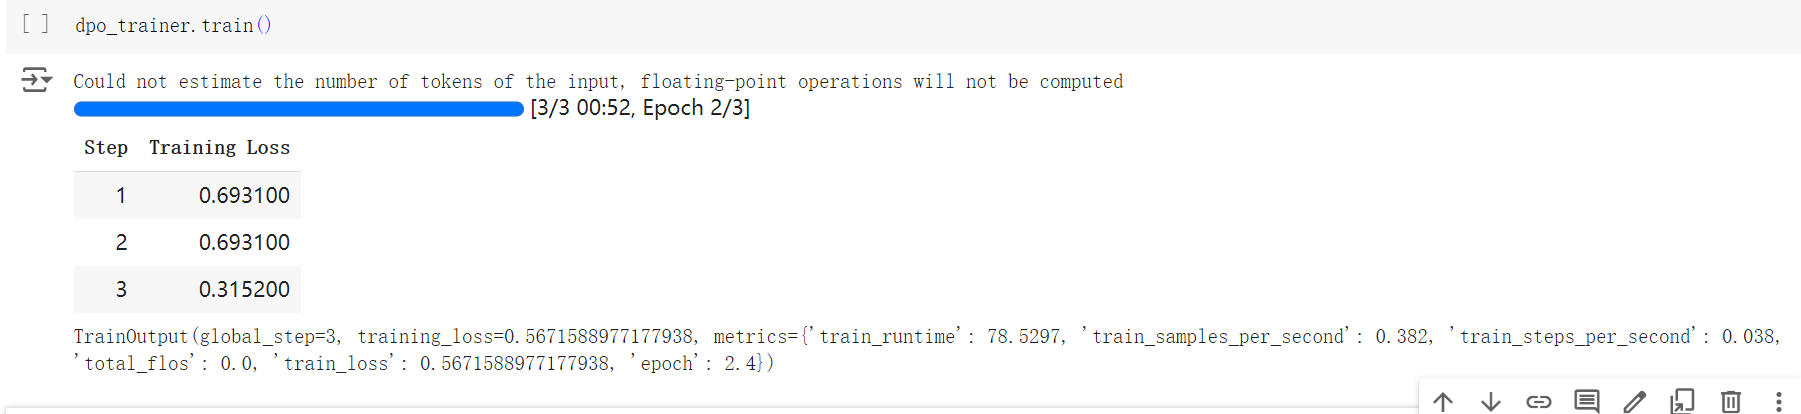 [ ] dpo_trainer.train()
Could not estimate the number of tokens of the input, floating-point operations will not be computed
[3/3 00:52, Epoch 2/3]
Step Training Loss
1 0.693100
2 0.693100
3 0.315200
TrainOutput(global_step=3, training_loss=0.5671588977177938, metrics={'train_runtime': 78.5297, 'train_samples_per_second': 0.382, 'train_steps_per_second': 0.038,
'total_flos': 0.0, 'train_loss': 0.5671588977177938, 'epoch': 2.4})